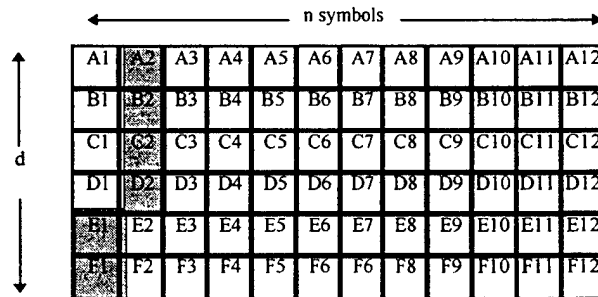 n symbols
A1 A2 A3 A4 A5 A6 A7 A8 A9 A10 A11 A12
B1 B2 B3 B4 B5 B6 B7 B8 B9 B10 B11 B12
C1 C2 C3 C4 C5 C6 C7 C8 C9 C10 C11 C12
d
D1 D2 D3 D4 D5 D6 D7 D8 D9 D10 D11 D12
E1 E2 E3 E4 E5 E6 E7 E8 E9 E10 E11 E12
F1 F2 F3 F4 F5 F6 F6 F8 F9 F10 F11 F12